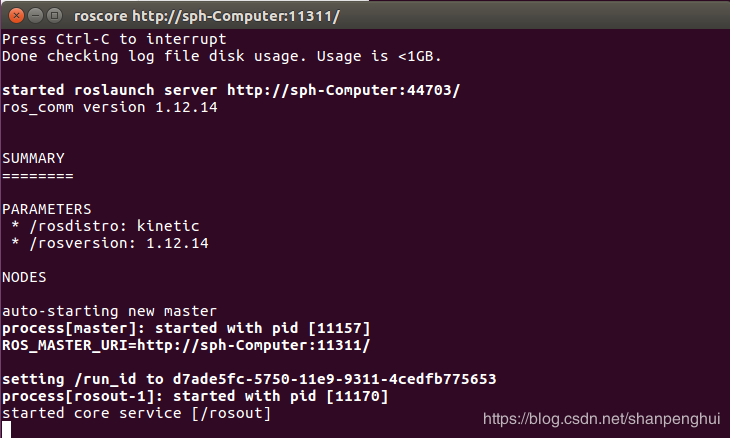 roscore http://sph-Computer:11311/
Press Ctrl-C to interrupt
Done checking log file disk usage. Usage is <1GB.
started roslaunch server http://sph-Computer:44703/
ros_comm version 1.12.14
SUMMARY
========
PARAMETERS
* /rosdistro: kinetic
* /rosversion: 1.12.14
NODES
auto-starting new master
process[master]: started with pid [11157]
ROS_MASTER_URI=http://sph-Computer:11311/
setting /run_id to d7ade5fc-5750-11e9-9311-4cedfb775653
process[rosout-1]: started with pid [11170]
started core service [/rosout]
https://blog.csdn.net/shanpenghui